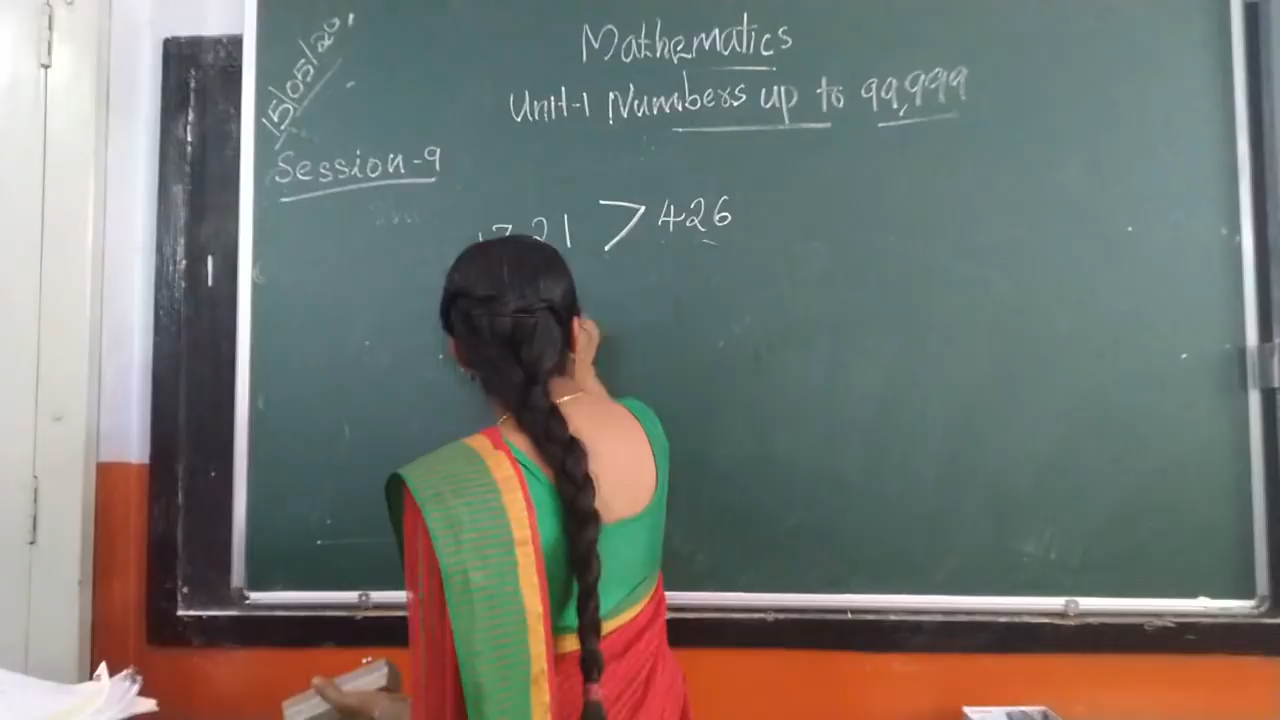 15/05/20
Mathematics
Unit-1 Numbers up to 99,999
Session-9
> 426